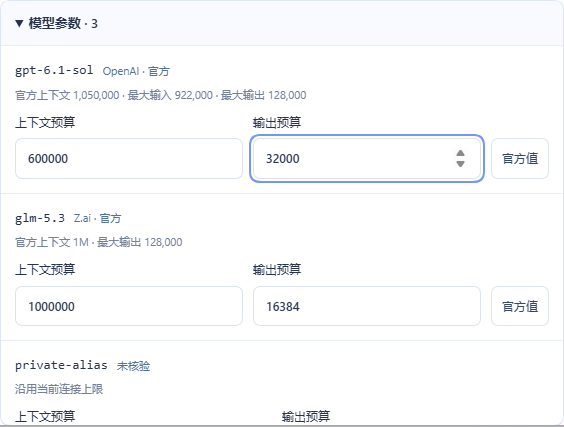 ▼ 模型参数 · 3
gpt-6.1-sol OpenAI · 官方
官方上下文 1,050,000 · 最大输入 922,000 · 最大输出 128,000
上下文预算 输出预算
600000 32000 官方值
glm-5.3 Z.ai · 官方
官方上下文 1M · 最大输出 128,000
上下文预算 输出预算
1000000 16384 官方值
private-alias 未核验
沿用当前连接上限
上下文预算 输出预算